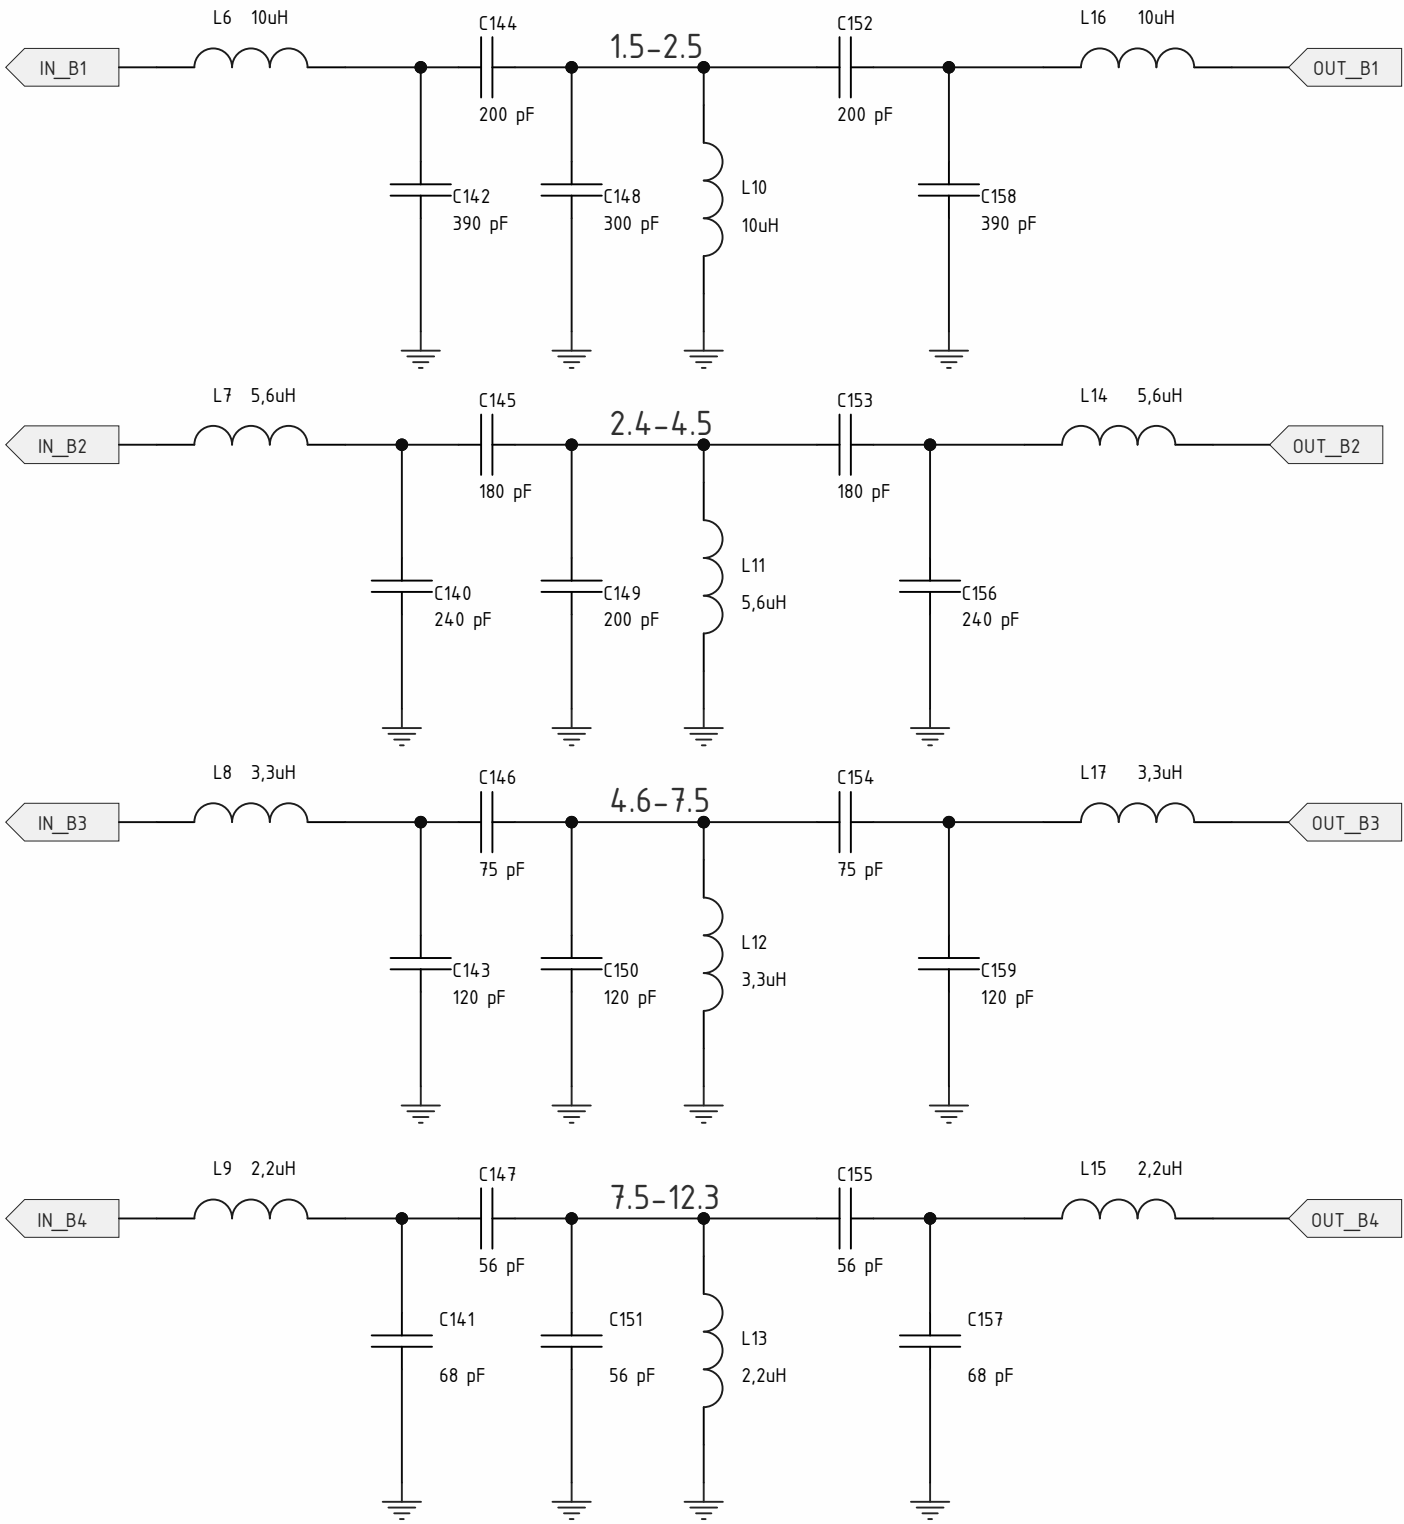 L6 10uH
C144
1.5-2.5
C152
L16 10uH
IN_B1
OUT_B1
200 pF
200 pF
C142
390 pF
C148
300 pF
L10
10uH
C158
390 pF
L7 5,6uH
C145
2.4-4.5
C153
L14 5,6uH
IN_B2
OUT_B2
180 pF
180 pF
C140
240 pF
C149
200 pF
L11
5,6uH
C156
240 pF
L8 3,3uH
C146
4.6-7.5
C154
L17 3,3uH
IN_B3
OUT_B3
75 pF
75 pF
C143
120 pF
C150
120 pF
L12
3,3uH
C159
120 pF
L9 2,2uH
C147
7.5-12.3
C155
L15 2,2uH
IN_B4
OUT_B4
56 pF
56 pF
C141
68 pF
C151
56 pF
L13
2,2uH
C157
68 pF